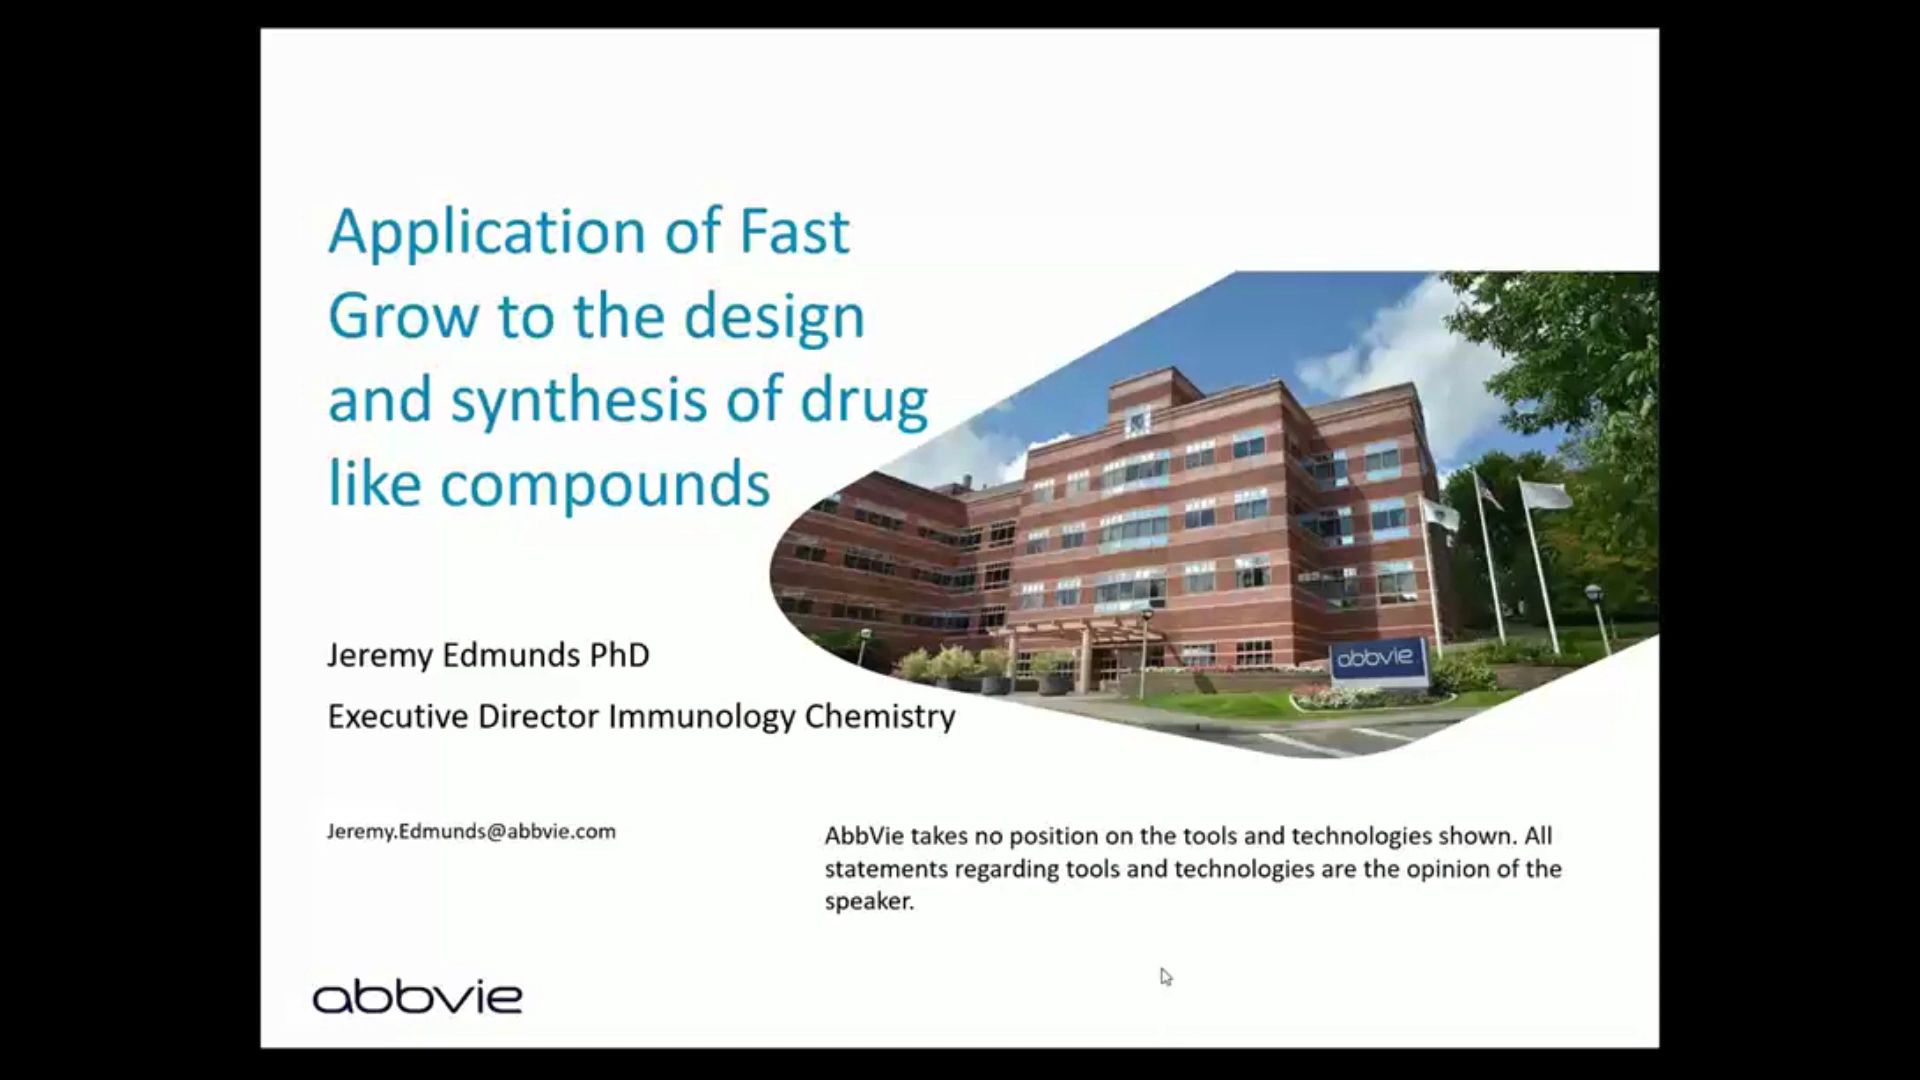 Application of Fast
Grow to the design
and synthesis of drug
like compounds
abbvie
Jeremy Edmunds PhD
Executive Director Immunology Chemistry
Jeremy.Edmunds@abbvie.com
AbbVie takes no position on the tools and technologies shown. All
statements regarding tools and technologies are the opinion of the
speaker.
abbvie